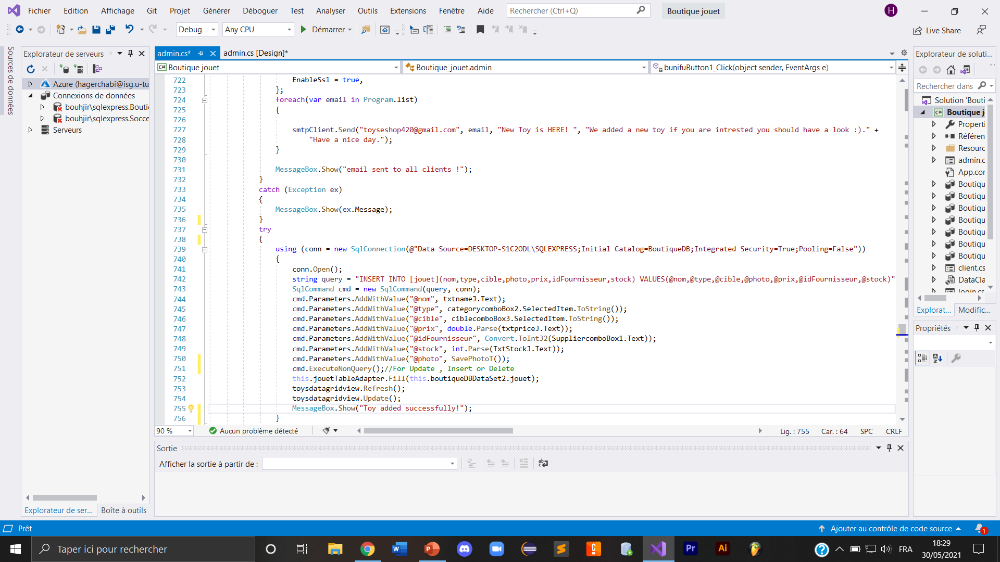 Fichier Edition Affichage Git Projet Générer Déboguer Test Analyser Outils Extensions Fenêtre Aide Rechercher (Ctrl+Q) Boutique jouet H
Debug Any CPU Démarrer Live Share
Sources de données
Explorateur de serveurs
Azure (hagerchabi@isg.u-tu
Connexions de données
bouhjir\sqlexpress.Bouti
bouhjir\sqlexpress.Socce
Serveurs
Explorateur de ser... Boîte à outils
admin.cs* admin.cs [Design]*
C# Boutique jouet Boutique_jouet.admin bunifuButton1_Click(object sender, EventArgs e)
722 EnableSsl = true,
723 };
724 foreach(var email in Program.list)
725 {
726
727 smtpClient.Send("toyseshop420@gmail.com", email, "New Toy is HERE! ", "We added a new toy if you are intrested you should have a look :)." +
728 "Have a nice day.");
729 }
730
731 MessageBox.Show("email sent to all clients !");
732 }
733 catch (Exception ex)
734 {
735 MessageBox.Show(ex.Message);
736 }
737 try
738 {
739 using (conn = new SqlConnection(@"Data Source=DESKTOP-S1C2ODL\SQLEXPRESS;Initial Catalog=BoutiqueDB;Integrated Security=True;Pooling=False"))
740 {
741 conn.Open();
742 string query = "INSERT INTO [jouet](nom,type,cible,photo,prix,idFournisseur,stock) VALUES(@nom,@type,@cible,@photo,@prix,@idFournisseur,@stock)"
743 SqlCommand cmd = new SqlCommand(query, conn);
744 cmd.Parameters.AddWithValue("@nom", txtnameJ.Text);
745 cmd.Parameters.AddWithValue("@type", categorycomboBox2.SelectedItem.ToString());
746 cmd.Parameters.AddWithValue("@cible", ciblecomboBox3.SelectedItem.ToString());
747 cmd.Parameters.AddWithValue("@prix", double.Parse(txtpriceJ.Text));
748 cmd.Parameters.AddWithValue("@idFournisseur", Convert.ToInt32(SuppliercomboBox1.Text));
749 cmd.Parameters.AddWithValue("@stock", int.Parse(TxtStockJ.Text));
750 cmd.Parameters.AddWithValue("@photo", SavePhotoT());
751 cmd.ExecuteNonQuery();//For Update , Insert or Delete
752 this.jouetTableAdapter.Fill(this.boutiqueDBDataSet2.jouet);
753 toysdatagridview.Refresh();
754 toysdatagridview.Update();
755 MessageBox.Show("Toy added successfully!");
756 }
90 % Aucun problème détecté Lig. : 755 Car. : 64 SPC CRLF
Sortie
Afficher la sortie à partir de :
Explorateur de soluti...
Rechercher dans
Solution 'Bouti
C# Boutique j
Properti
Référen
Resourc
admin.c
App.cor
Boutiqu
Boutiqu
Boutiqu
Boutiqu
Boutiqu
Boutiqu
Boutiqu
client.cs
DataCla
login.cs
Explorat... Modific...
Propriétés
Prêt Ajouter au contrôle de code source 1
Taper ici pour rechercher Pr Ai FRA 18:29
30/05/2021